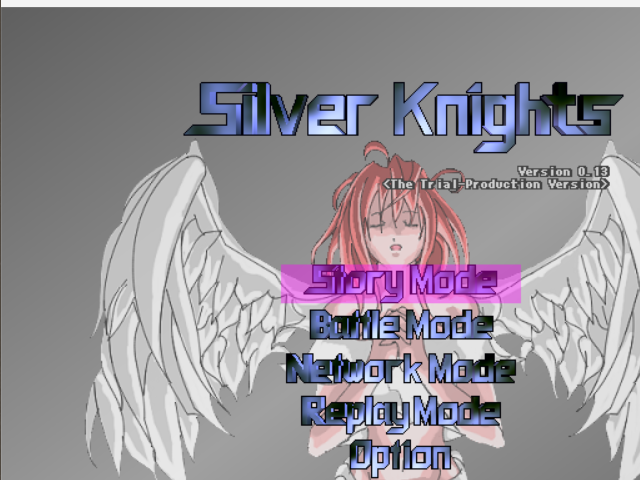 Silver Knights
Version 0.13
<The Trial-Production Version>
Story Mode
Battle Mode
Network Mode
Replay Mode
Option